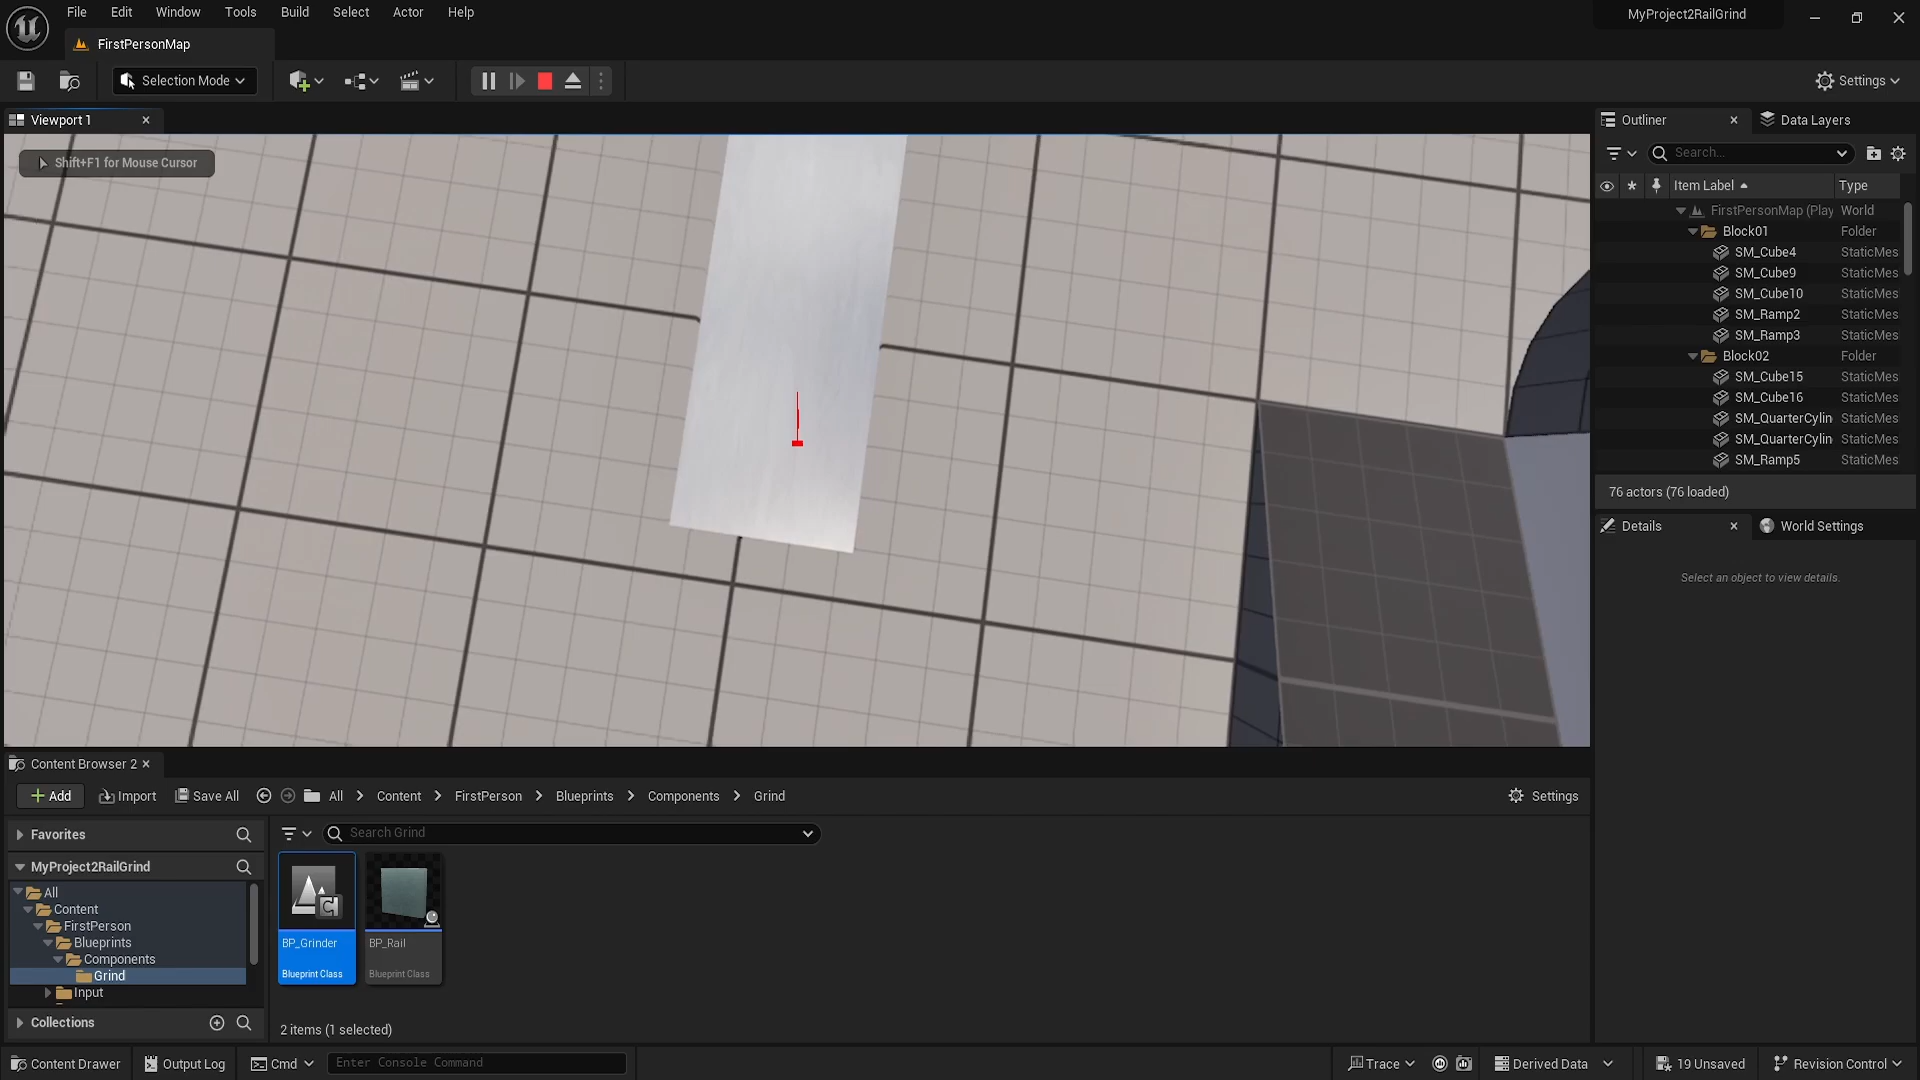 File Edit Window Tools Build Select Actor Help
MyProject2RailGrind
FirstPersonMap
Selection Mode
Settings
Viewport 1
Outliner
Data Layers
Shift+F1 for Mouse Cursor
Search...
Item Label
Type
FirstPersonMap (Play World
Block01 Folder
SM_Cube4 StaticMes
SM_Cube9 StaticMes
SM_Cube10 StaticMes
SM_Ramp2 StaticMes
SM_Ramp3 StaticMes
Block02 Folder
SM_Cube15 StaticMes
SM_Cube16 StaticMes
SM_QuarterCylin StaticMes
SM_QuarterCylin StaticMes
SM_Ramp5 StaticMes
76 actors (76 loaded)
Details
World Settings
Select an object to view details.
Content Browser 2
Add
Import
Save All
All > Content > FirstPerson > Blueprints > Components > Grind
Settings
Favorites
Search Grind
MyProject2RailGrind
All
Content
FirstPerson
Blueprints
Components
Grind
Input
Collections
BP_Grinder
Blueprint Class
BP_Rail
Blueprint Class
2 items (1 selected)
Content Drawer
Output Log
Cmd
Enter Console Command
Trace
Derived Data
19 Unsaved
Revision Control